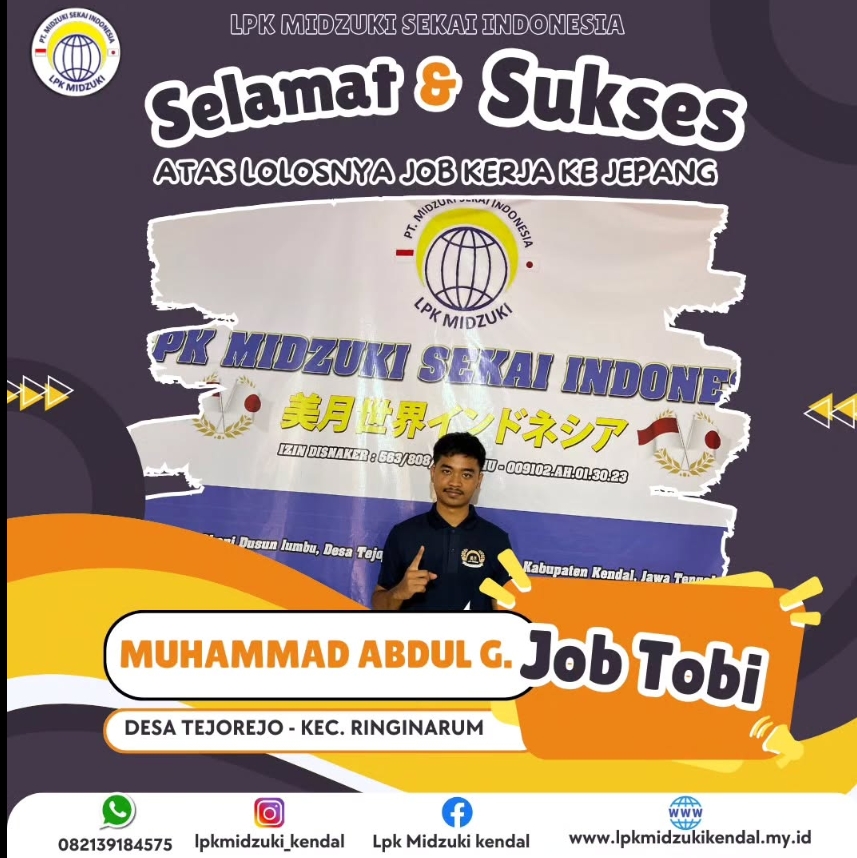 LPK MIDZUKI SEKAI INDONESIA
PT. MIDZUKI SEKAI INDONESIA
LPK MIDZUKI
Selamat & Sukses
ATAS LOLOSNYA JOB KERJA KE JEPANG
PT. MIDZUKI SEKAI INDONESIA
LPK MIDZUKI
PK MIDZUKI SEKAI INDONE
美月世界インドネシア
IZIN DISNAKER : 563/808 - 009102.AH.01.30.23
Dusun Jumbu, Desa Kabupaten Kendal, Jawa
MUHAMMAD ABDUL G.
Job Tobi
DESA TEJOREJO - KEC. RINGINARUM
082139184575
lpkmidzuki_kendal
Lpk Midzuki kendal
WWW
www.lpkmidzukikendal.my.id